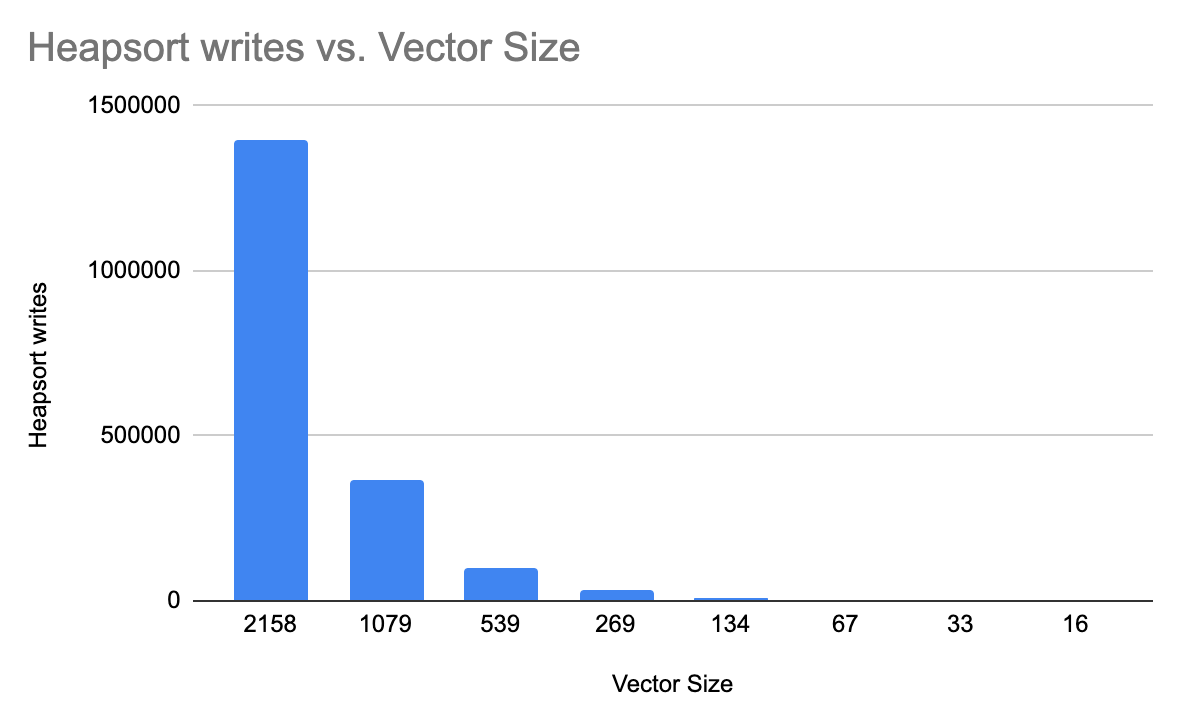 Heapsort writes vs. Vector Size
1500000
1000000
500000
0
Heapsort writes
2158 1079 539 269 134 67 33 16
Vector Size